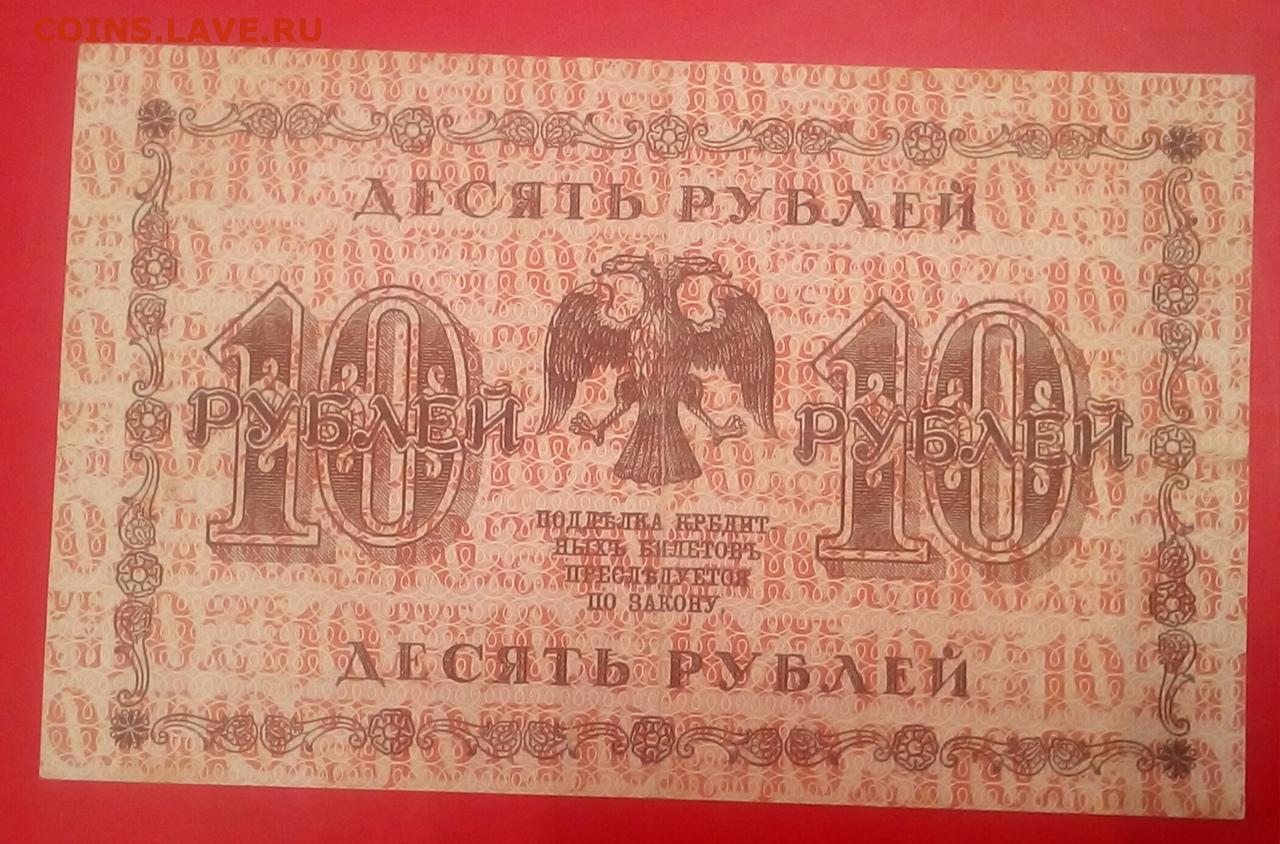 COINS.LAVE.RU
ДЕСЯТЬ РУБЛЕЙ
10 10
РУБЛЕЙ РУБЛЕЙ
ПОДДѢЛКА КРЕДИТ
НЫХЪ БИЛЕТОВЪ
ПРЕСЛѢДУЕТСЯ
ПО ЗАКОНУ.
ДЕСЯТЬ РУБЛЕЙ